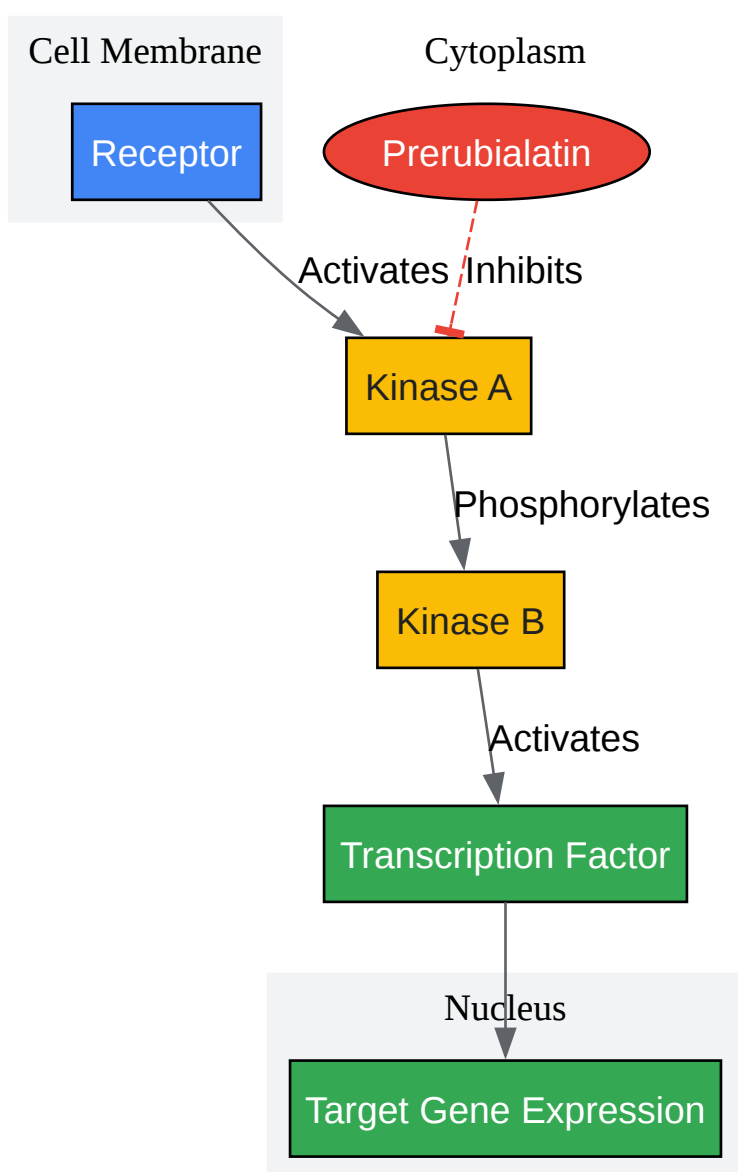 Cell Membrane
Cytoplasm
Receptor
Prerubialatin
Activates
Inhibits
Kinase A
Phosphorylates
Kinase B
Activates
Transcription Factor
Nucleus
Target Gene Expression